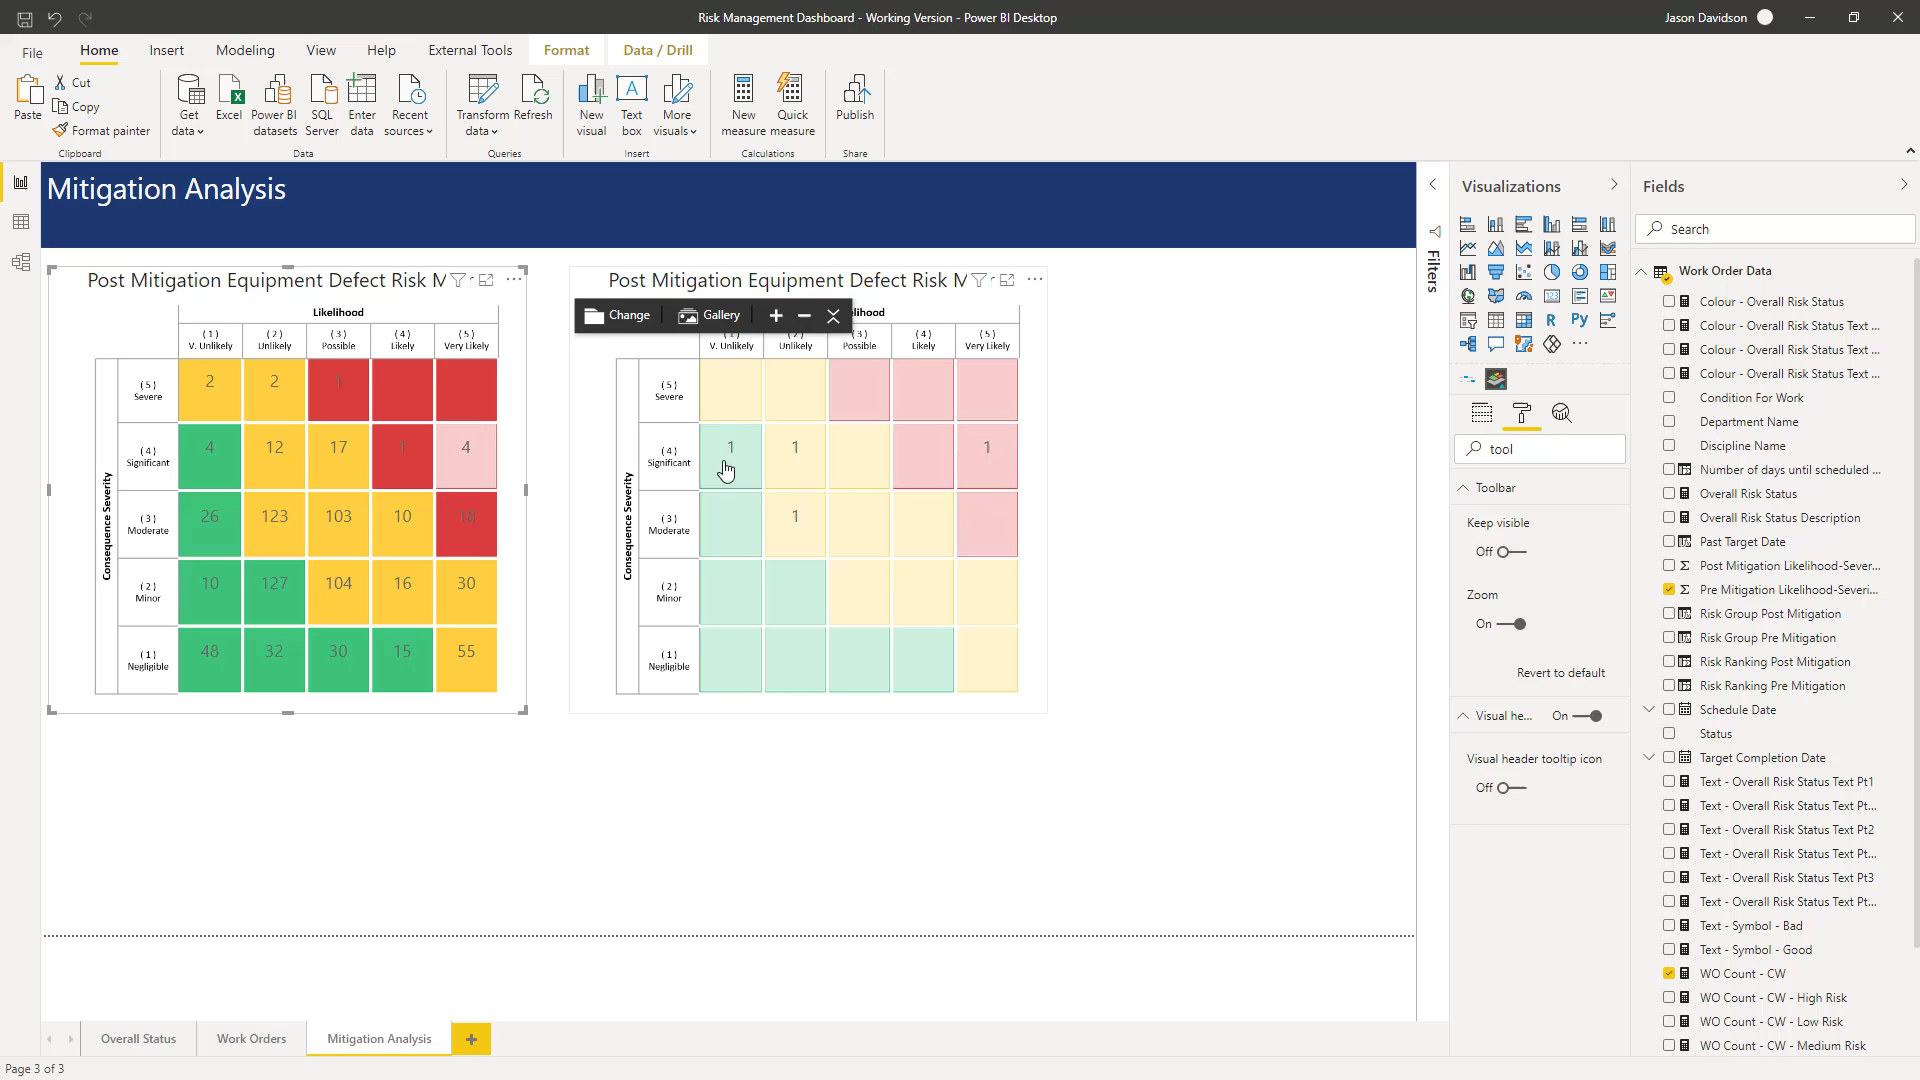 Risk Management Dashboard - Working Version - Power BI Desktop
Jason Davidson
File
Home
Insert
Modeling
View
Help
External Tools
Format
Data / Drill
Paste
Cut
Copy
Format painter
Clipboard
Get data
Excel
Power BI datasets
SQL Server
Enter data
Recent sources
Data
Transform data
Refresh
Queries
New visual
Text box
More visuals
Insert
New measure
Quick measure
Calculations
Publish
Share
Mitigation Analysis
Post Mitigation Equipment Defect Risk M
Likelihood
( 1 ) ( 2 ) ( 3 ) ( 4 ) ( 5 )
V. Unlikely Unlikely Possible Likely Very Likely
Consequence Severity
( 5 )
Severe
2 2 1
( 4 )
Significant
4 12 17 1 4
( 3 )
Moderate
26 123 103 10 18
( 2 )
Minor
10 127 104 16 30
( 1 )
Negligible
48 32 30 15 55
Post Mitigation Equipment Defect Risk M
Change
Gallery
( 4 ) ( 5 )
V. Unlikely Unlikely Possible Likely Very Likely
Consequence Severity
( 5 )
Severe
( 4 )
Significant
1 1 1
( 3 )
Moderate
1
( 2 )
Minor
( 1 )
Negligible
Filters
Visualizations
R
Py
tool
Toolbar
Keep visible
Off
Zoom
On
Revert to default
Visual he... On
Visual header tooltip icon
Off
Fields
Search
Work Order Data
Colour - Overall Risk Status
Colour - Overall Risk Status Text ...
Colour - Overall Risk Status Text ...
Colour - Overall Risk Status Text ...
Condition For Work
Department Name
Discipline Name
Number of days until scheduled ...
Overall Risk Status
Overall Risk Status Description
Past Target Date
Post Mitigation Likelihood-Sever...
Pre Mitigation Likelihood-Severi...
Risk Group Post Mitigation
Risk Group Pre Mitigation
Risk Ranking Post Mitigation
Risk Ranking Pre Mitigation
Schedule Date
Status
Target Completion Date
Text - Overall Risk Status Text Pt1
Text - Overall Risk Status Text Pt...
Text - Overall Risk Status Text Pt2
Text - Overall Risk Status Text Pt...
Text - Overall Risk Status Text Pt3
Text - Overall Risk Status Text Pt...
Text - Symbol - Bad
Text - Symbol - Good
WO Count - CW
WO Count - CW - High Risk
WO Count - CW - Low Risk
WO Count - CW - Medium Risk
Overall Status
Work Orders
Mitigation Analysis
Page 3 of 3